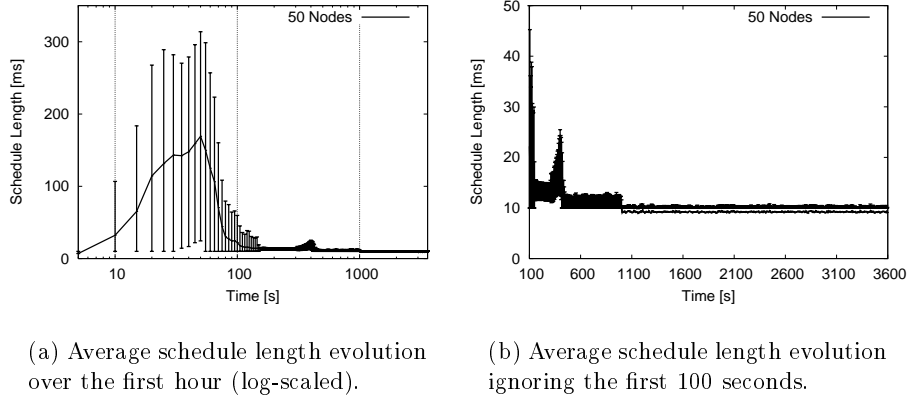 350
300
200
100
0
Schedule Length [ms]
50 Nodes
10
100
1000
Time [s]
50
40
30
20
10
0
Schedule Length [ms]
50 Nodes
100
600
1100
1600
2100
2600
3100
3600
Time [s]
(a) Average schedule length evolution
over the first hour (log-scaled).
(b) Average schedule length evolution
ignoring the first 100 seconds.